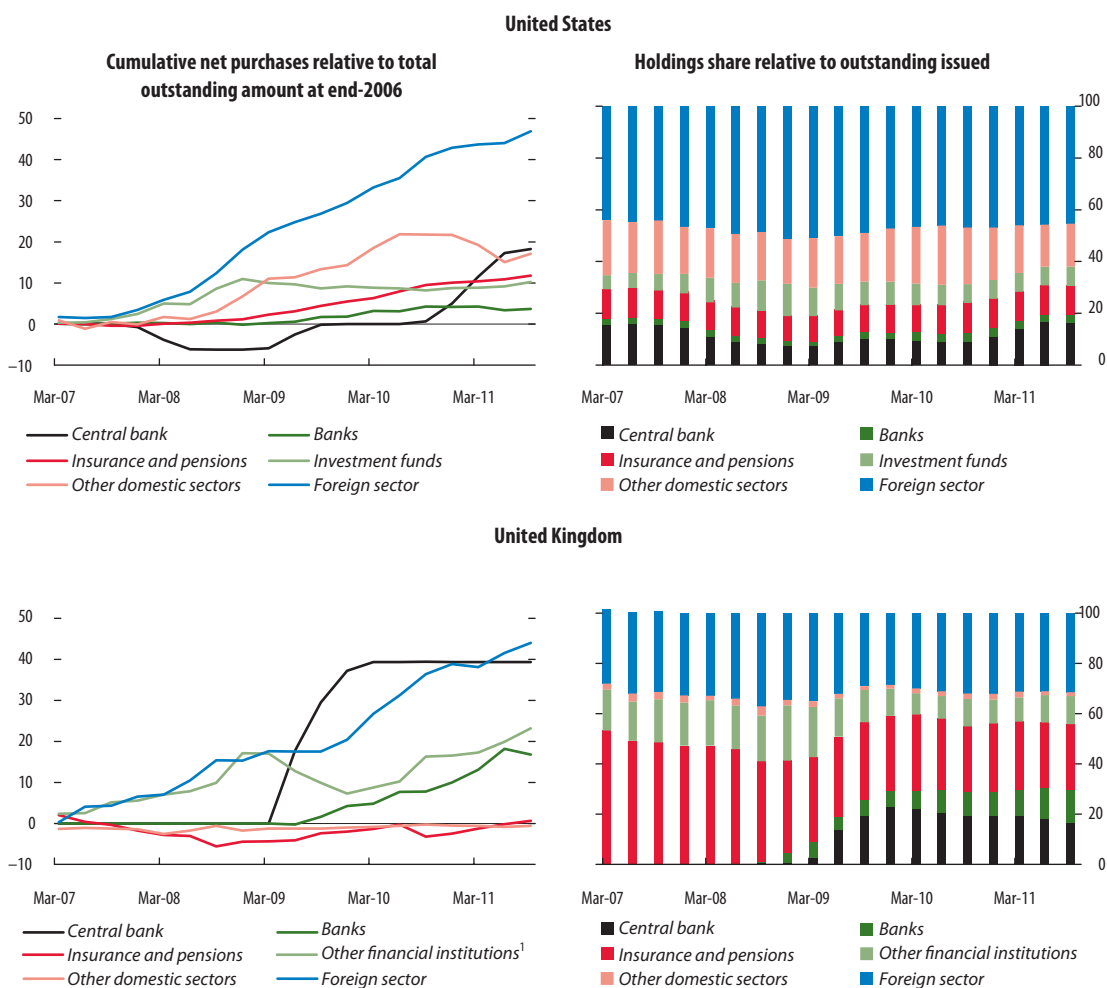 United States
Cumulative net purchases relative to total
outstanding amount at end-2006
50
40
30
20
10
0
−10
Mar-07 Mar-08 Mar-09 Mar-10 Mar-11
Central bank Banks
Insurance and pensions Investment funds
Other domestic sectors Foreign sector
Holdings share relative to outstanding issued
100
80
60
40
20
0
Mar-07 Mar-08 Mar-09 Mar-10 Mar-11
Central bank Banks
Insurance and pensions Investment funds
Other domestic sectors Foreign sector
United Kingdom
50
40
30
20
10
0
−10
Mar-07 Mar-08 Mar-09 Mar-10 Mar-11
Central bank Banks
Insurance and pensions Other financial institutions¹
Other domestic sectors Foreign sector
100
80
60
40
20
0
Mar-07 Mar-08 Mar-09 Mar-10 Mar-11
Central bank Banks
Insurance and pensions Other financial institutions
Other domestic sectors Foreign sector